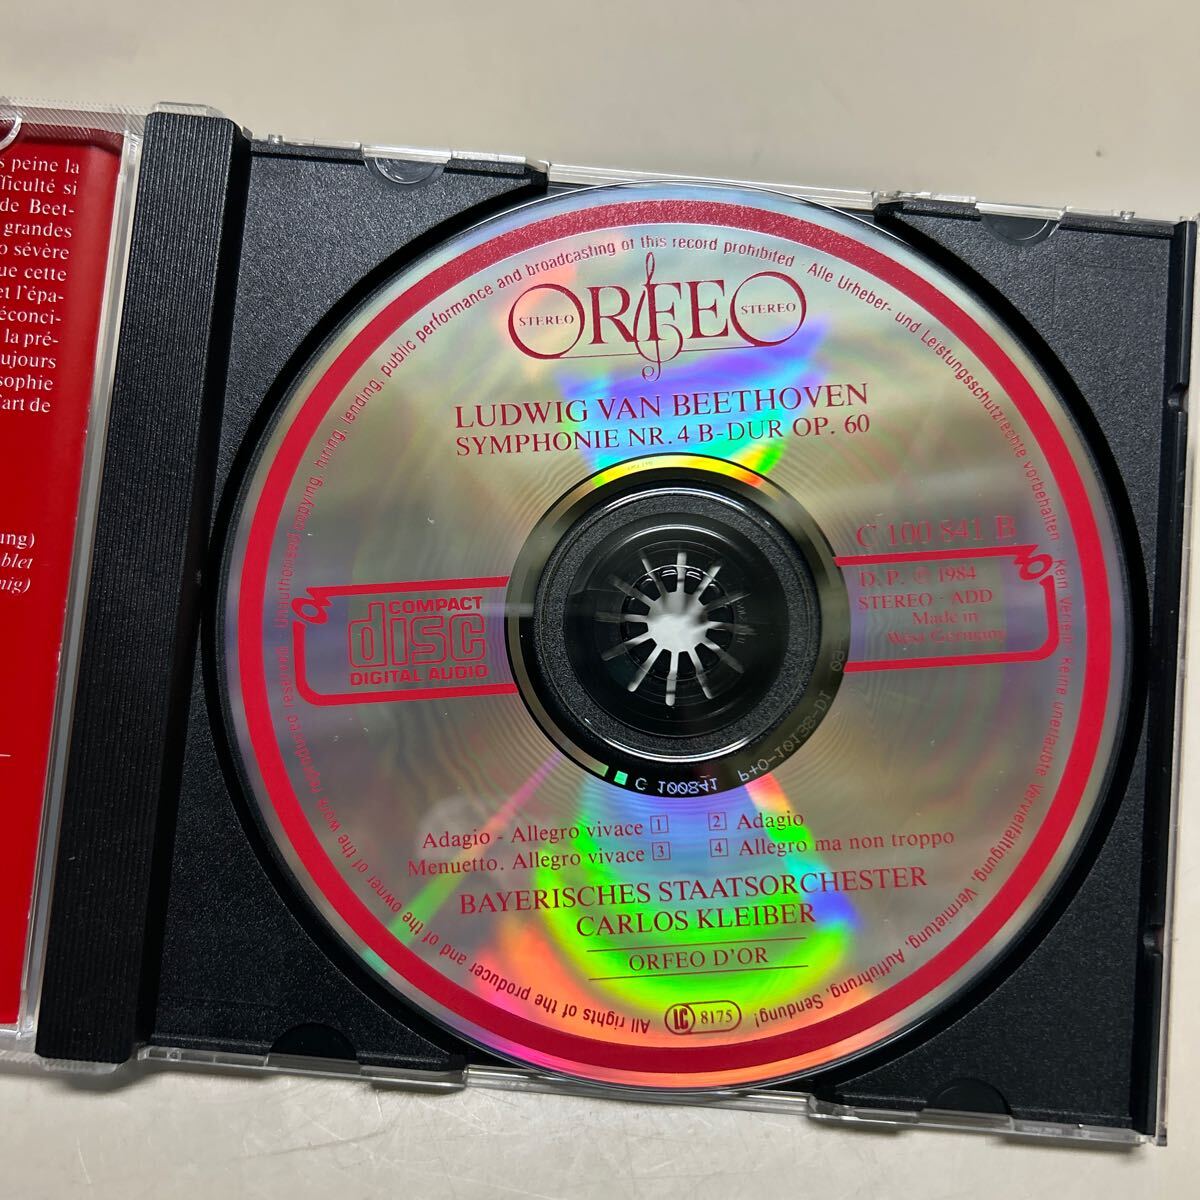 s peine la
fficulté si
de Beet-
grandes
o sévère
ue cette
et l'épa-
éconci-
la pré-
ujours
sophie
l'art de
ung)
oblet
nig)
STEREO ORFEO STEREO
LUDWIG VAN BEETHOVEN
SYMPHONIE NR. 4 B-DUR OP. 60
C 100 841 B
D. P. ℗ 1984
STEREO · ADD
Made in
West Germany
COMPACT
disc
DIGITAL AUDIO
C 100841 P+O-10138-DT
Adagio - Allegro vivace 1
2 Adagio
Menuetto. Allegro vivace 3
4 Allegro ma non troppo
BAYERISCHES STAATSORCHESTER
CARLOS KLEIBER
ORFEO D'OR
LC 8175
All rights of the producer and of the owner of the work reproduced reserved · Unauthorized copying, hiring, lending, public performance and broadcasting of this record prohibited · Alle Urheber- und Leistungsschutzrechte vorbehalten Kein Verleih! Keine unerlaubte Vervielfältigung, Vermietung, Aufführung, Sendung!